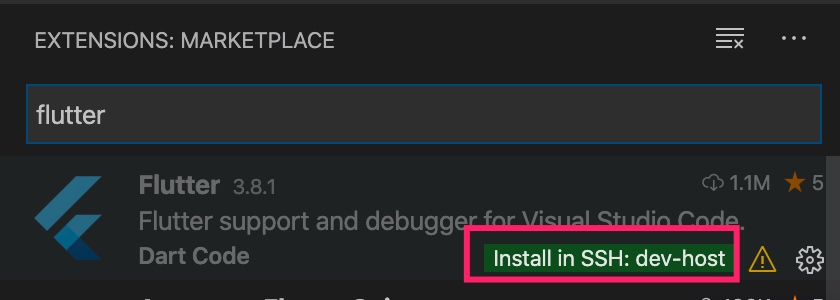 EXTENSIONS: MARKETPLACE
flutter
Flutter 3.8.1 1.1M 5
Flutter support and debugger for Visual Studio Code.
Dart Code Install in SSH: dev-host